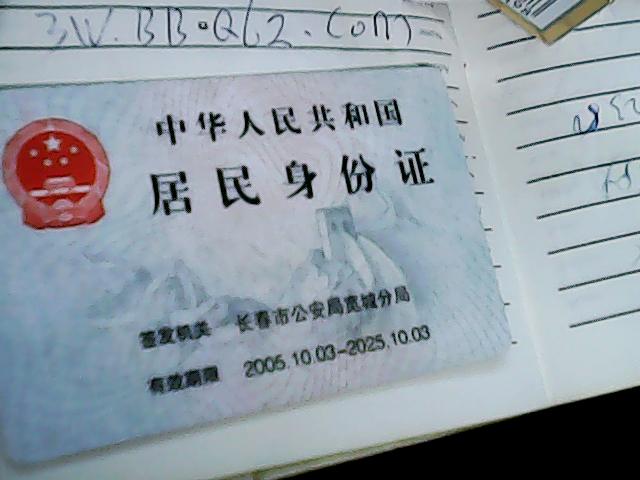 3W.BB.Q62.COM
中华人民共和国
居民身份证
签发机关 长春市公安局宽城分局
有效期限 2005.10.03-2025.10.03